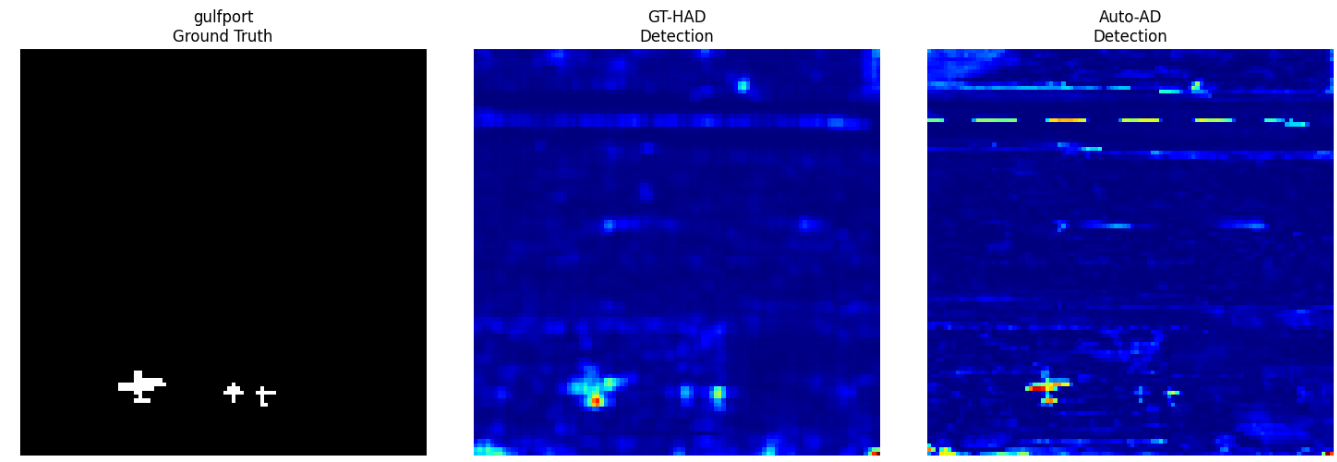 gulfport
Ground Truth
GT-HAD
Detection
Auto-AD
Detection